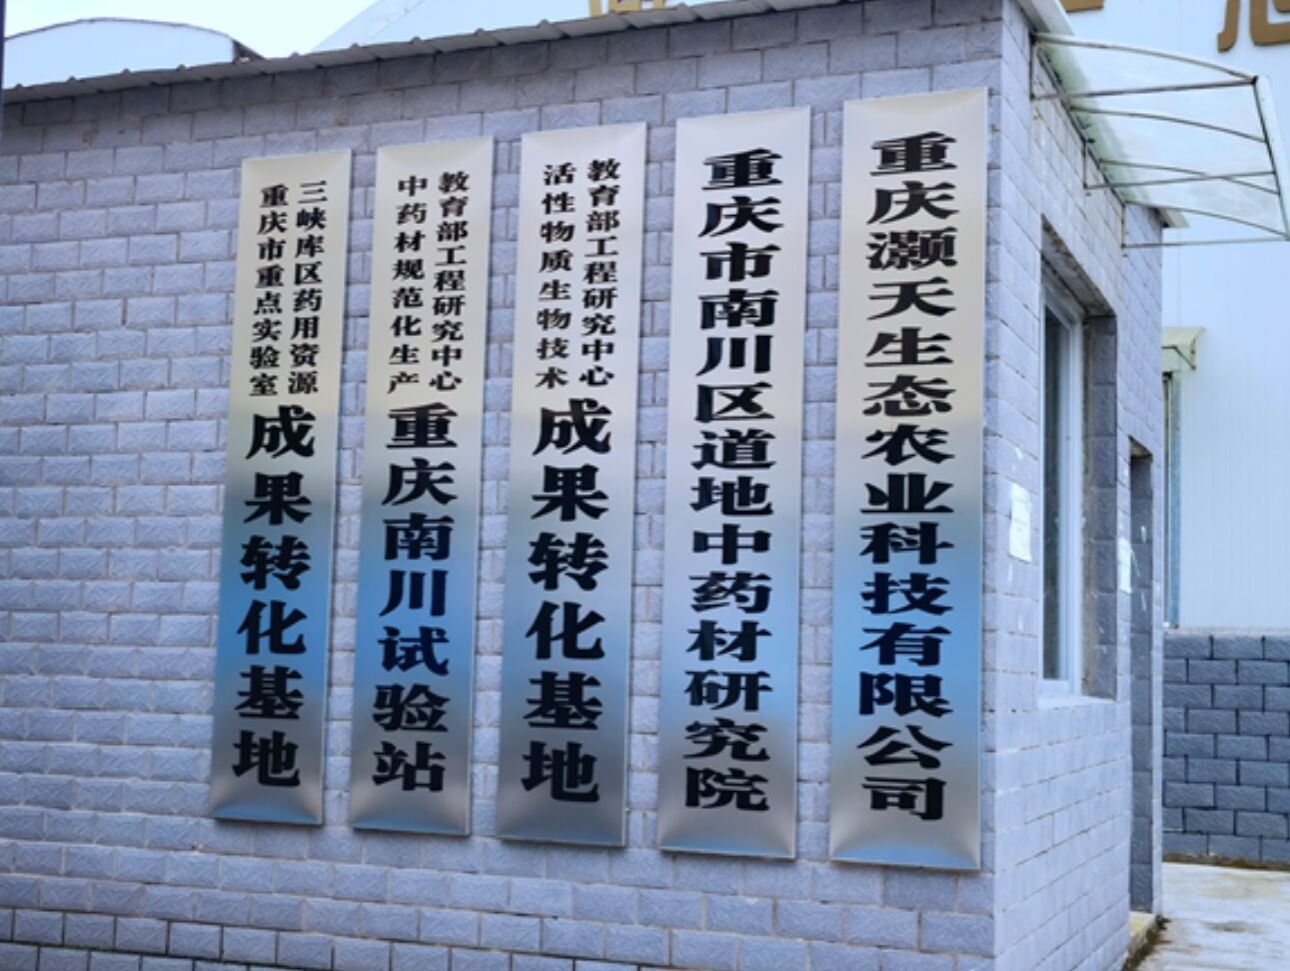 重庆灏天生态农业科技有限公司
重庆市南川区道地中药材研究院
教育部工程研究中心
活性物质生物技术
成果转化基地
教育部工程研究中心
中药材规范化生产
重庆南川试验站
三峡库区药用资源
重庆市重点实验室
成果转化基地